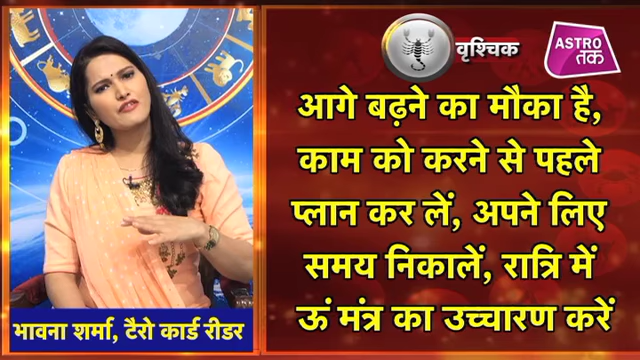 वृश्चिक
ASTRO
तक
आगे बढ़ने का मौका है,
काम को करने से पहले
प्लान कर लें, अपने लिए
समय निकालें, रात्रि में
ऊं मंत्र का उच्चारण करें
भावना शर्मा, टैरो कार्ड रीडर